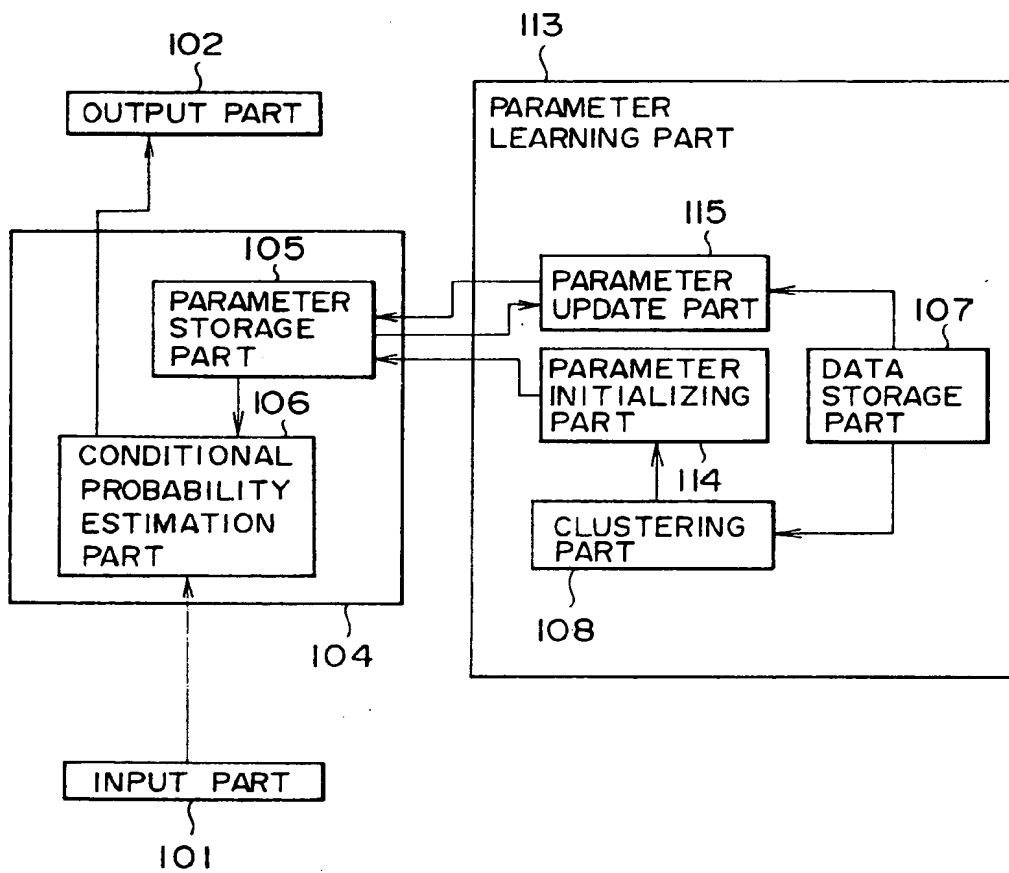 102
OUTPUT PART
113
PARAMETER
LEARNING PART
105
PARAMETER
STORAGE
PART
115
PARAMETER
UPDATE PART
107
DATA
STORAGE
PART
PARAMETER
INITIALIZING
PART
114
106
CONDITIONAL
PROBABILITY
ESTIMATION
PART
CLUSTERING
PART
108
104
INPUT PART
101